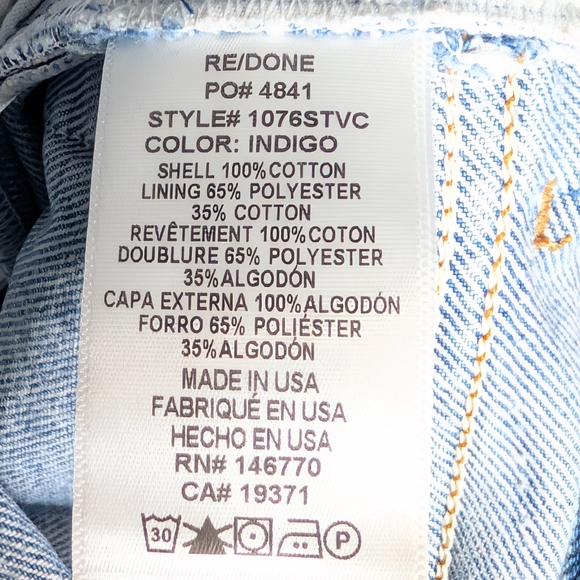 RE/DONE
PO# 4841
STYLE# 1076STVC
COLOR: INDIGO
SHELL 100%COTTON
LINING 65% POLYESTER
35% COTTON
REVÊTEMENT 100%COTON
DOUBLURE 65% POLYESTER
35%ALGODÓN
CAPA EXTERNA 100%ALGODÓN
FORRO 65% POLIÉSTER
35%ALGODÓN
MADE IN USA
FABRIQUÉ EN USA
HECHO EN USA
RN# 146770
CA# 19371
30 P